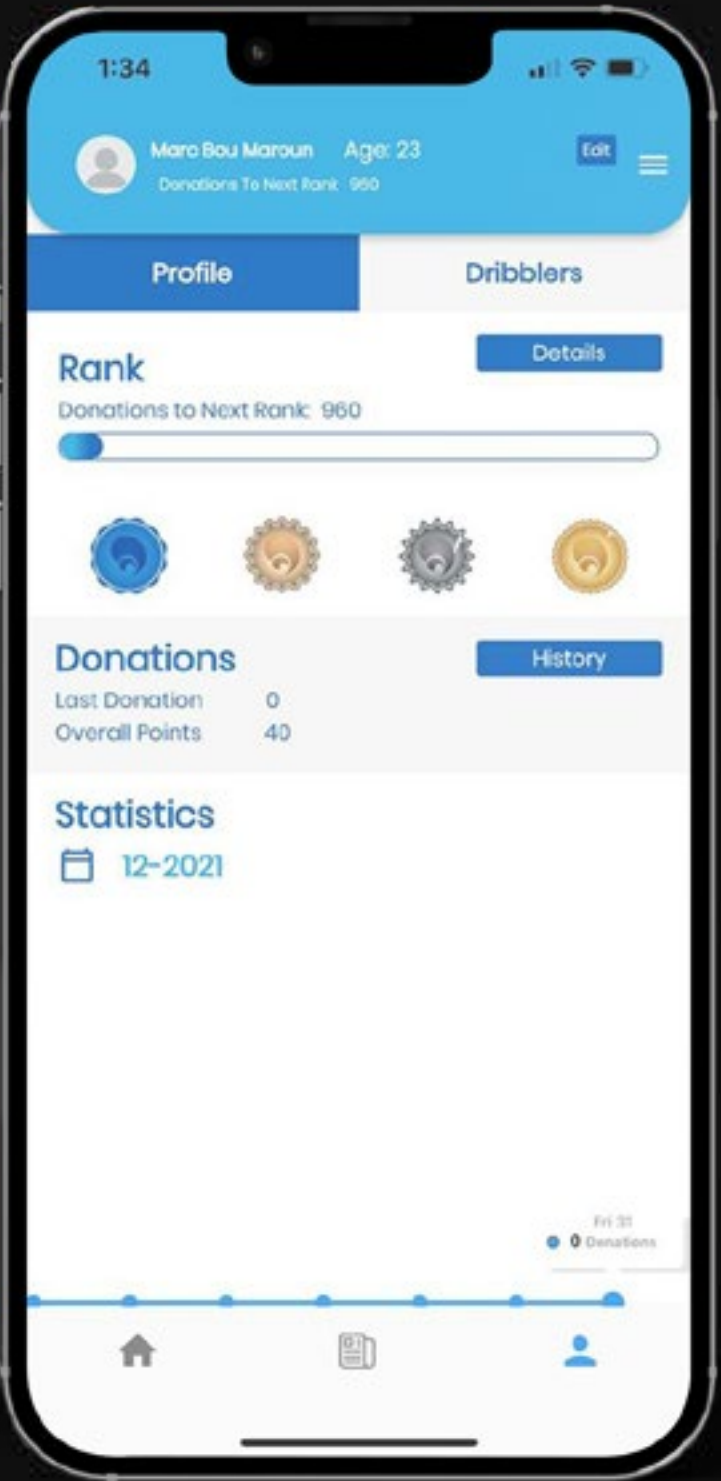 1:34
Marc Bou Maroun Age: 23 Edit
Donations To Next Rank 960
Profile Dribblers
Rank Details
Donations to Next Rank: 960
Donations History
Last Donation 0
Overall Points 40
Statistics
12-2021
Fri 31
0 Donations